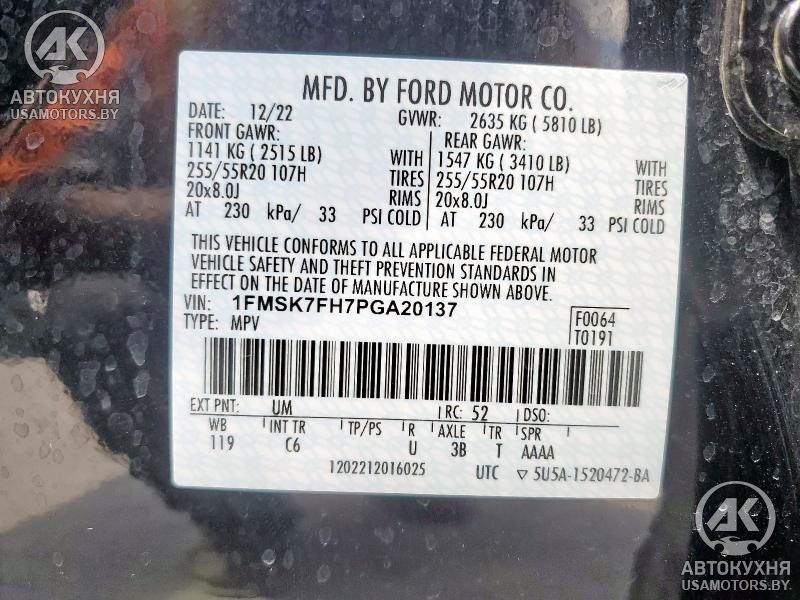 AK
АВТОКУХНЯ
USAMOTORS.BY
MFD. BY FORD MOTOR CO.
DATE: 12/22 GVWR: 2635 KG ( 5810 LB)
FRONT GAWR: REAR GAWR:
1141 KG ( 2515 LB) WITH 1547 KG ( 3410 LB) WITH
255/55R20 107H TIRES 255/55R20 107H TIRES
20x8.0J RIMS 20x8.0J RIMS
AT 230 kPa/ 33 PSI COLD AT 230 kPa/ 33 PSI COLD
THIS VEHICLE CONFORMS TO ALL APPLICABLE FEDERAL MOTOR
VEHICLE SAFETY AND THEFT PREVENTION STANDARDS IN
EFFECT ON THE DATE OF MANUFACTURE SHOWN ABOVE.
VIN: 1FMSK7FH7PGA20137
TYPE: MPV
F0064
T0191
EXT PNT: UM RC: 52 DSO:
WB INT TR TP/PS R AXLE TR SPR
119 C6 U 3B T AAAA
1202212016025 UTC ▽ 5U5A-1520472-BA
AK
АВТОКУХНЯ
USAMOTORS.BY